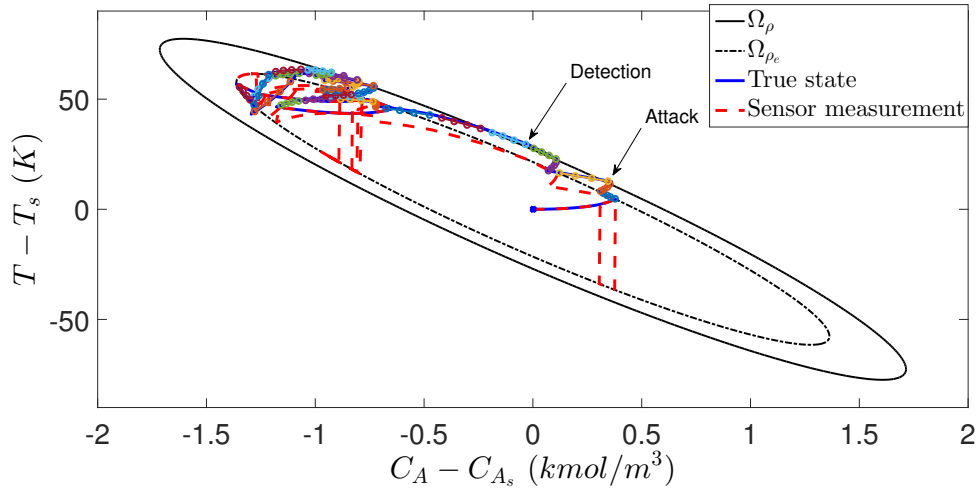 Ω_ρ
Ω_{ρ_e}
True state
Sensor measurement
Detection
Attack
50
0
-50
T − T_s (K)
-2 -1.5 -1 -0.5 0 0.5 1 1.5 2
C_A − C_{A_s} (kmol/m³)